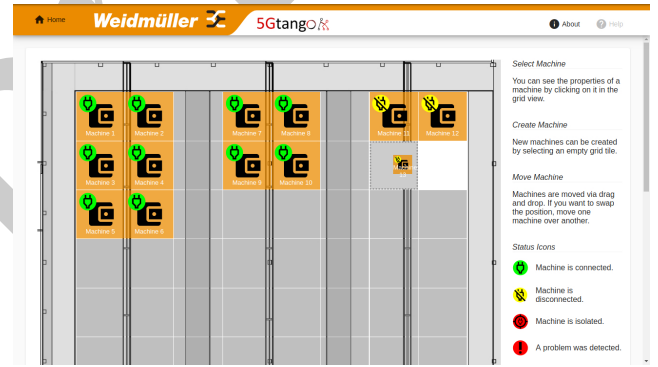 Home
Weidmüller
5Gtango
About
Help
Machine 1
Machine 2
Machine 7
Machine 8
Machine 11
Machine 12
Machine 3
Machine 4
Machine 9
Machine 10
13
Machine 5
Machine 6
Select Machine
You can see the properties of a
machine by clicking on it in the
grid view.
Create Machine
New machines can be created
by selecting an empty grid tile.
Move Machine
Machines are moved via drag
and drop. If you want to swap
the position, move one
machine over another.
Status Icons
Machine is connected.
Machine is
disconnected.
Machine is isolated.
A problem was detected.